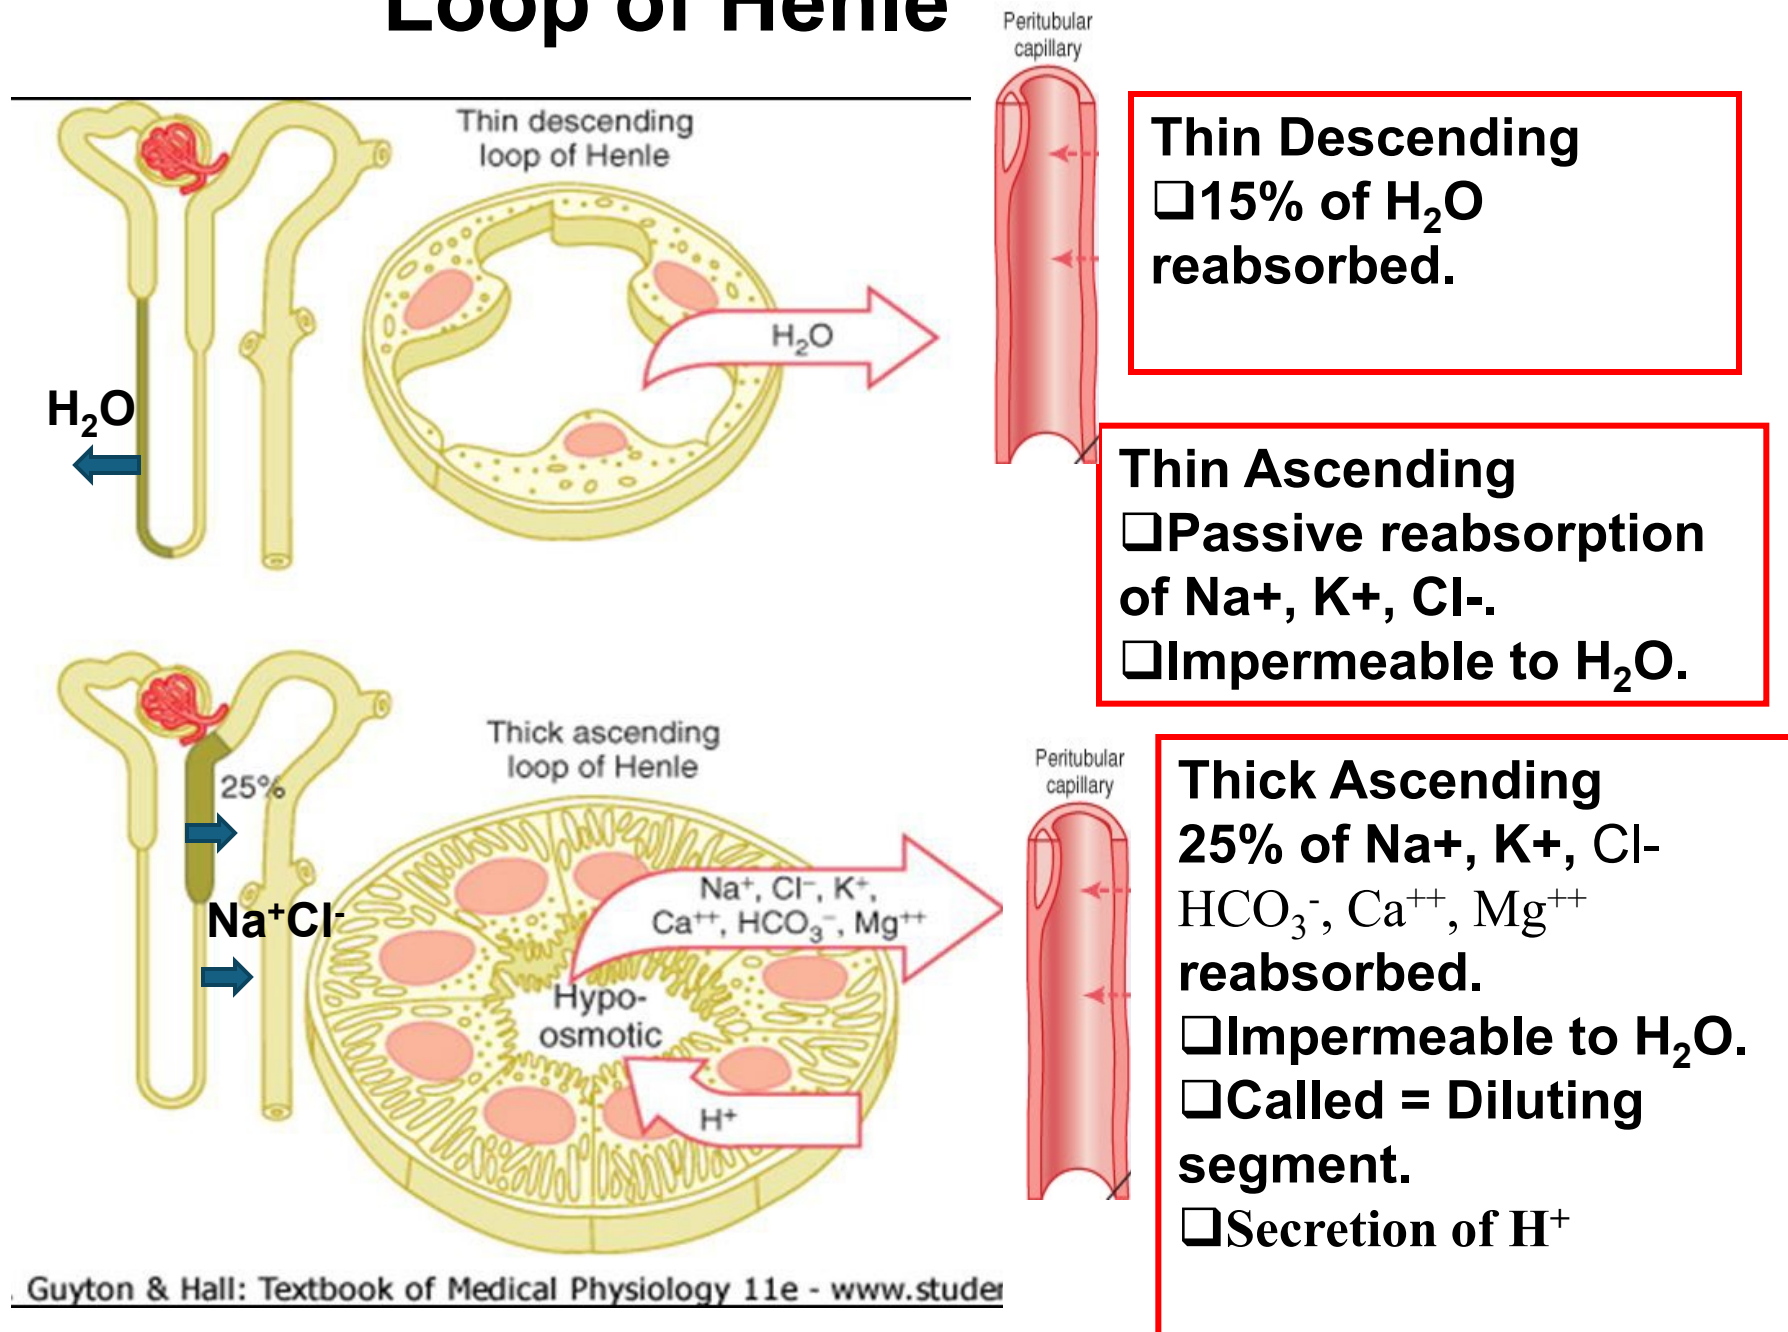 Loop of Henle
Peritubular
capillary
Thin descending
loop of Henle
H₂O
H₂O
Thin Descending
❑15% of H₂O
reabsorbed.
Thin Ascending
❑Passive reabsorption
of Na+, K+, Cl-.
❑Impermeable to H₂O.
Thick ascending
loop of Henle
25%
Na⁺Cl⁻
Na⁺, Cl⁻, K⁺,
Ca⁺⁺, HCO₃⁻, Mg⁺⁺
Hypo-
osmotic
H⁺
Peritubular
capillary
Thick Ascending
25% of Na+, K+, Cl-
HCO₃⁻, Ca⁺⁺, Mg⁺⁺
reabsorbed.
❑Impermeable to H₂O.
❑Called = Diluting
segment.
❑Secretion of H⁺
Guyton & Hall: Textbook of Medical Physiology 11e - www.studen